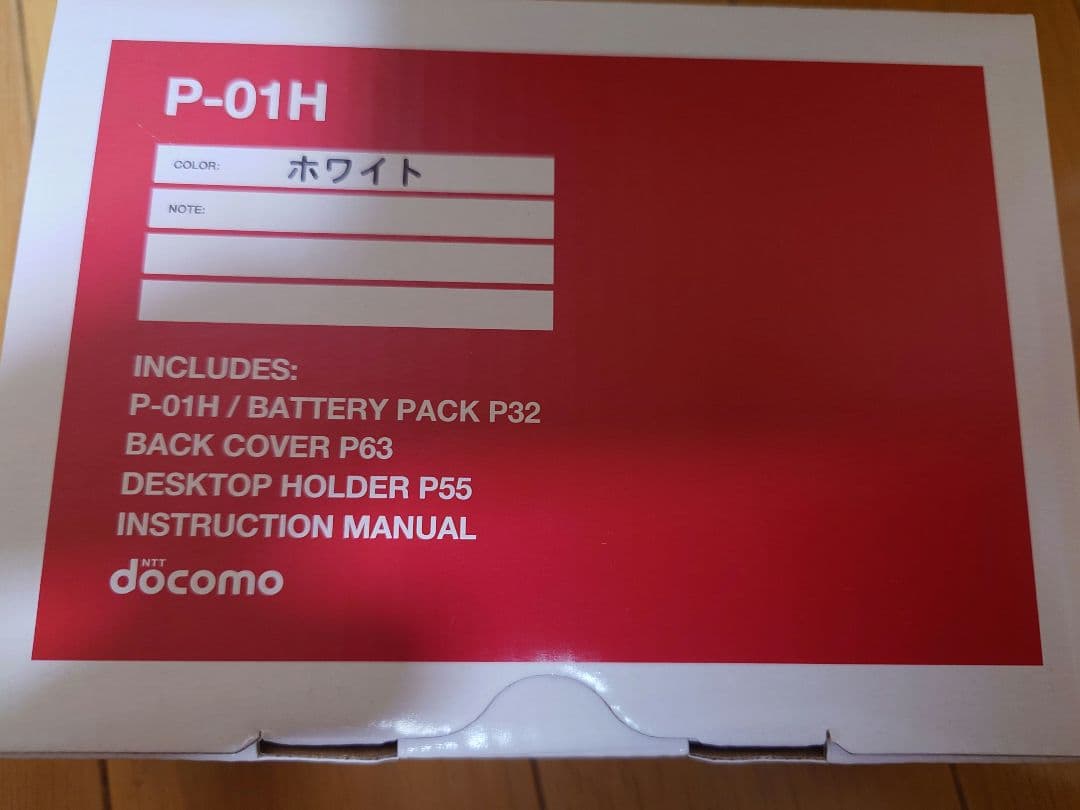 P-01H
COLOR: ホワイト
NOTE:
INCLUDES:
P-01H / BATTERY PACK P32
BACK COVER P63
DESKTOP HOLDER P55
INSTRUCTION MANUAL
NTT
docomo